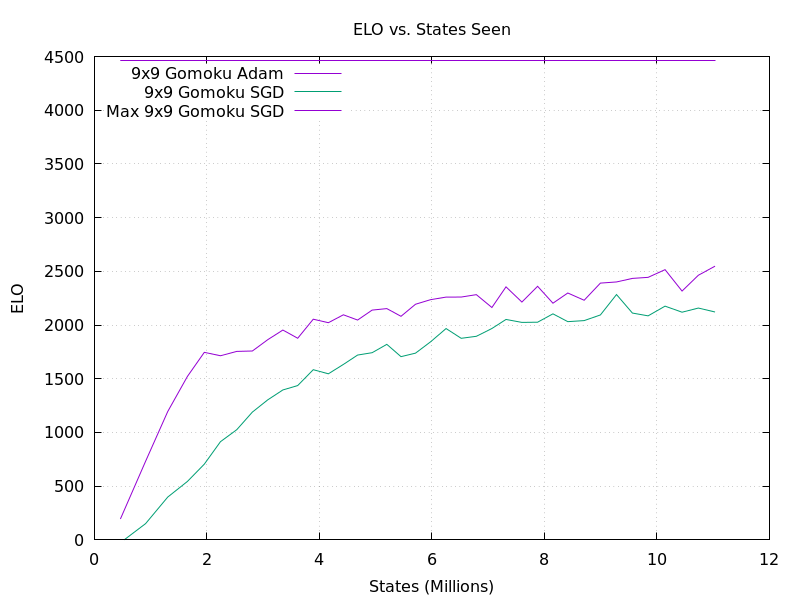 ELO vs. States Seen
4500
4000
3500
3000
2500
2000
1500
1000
500
0
ELO
9x9 Gomoku Adam
9x9 Gomoku SGD
Max 9x9 Gomoku SGD
0 2 4 6 8 10 12
States (Millions)